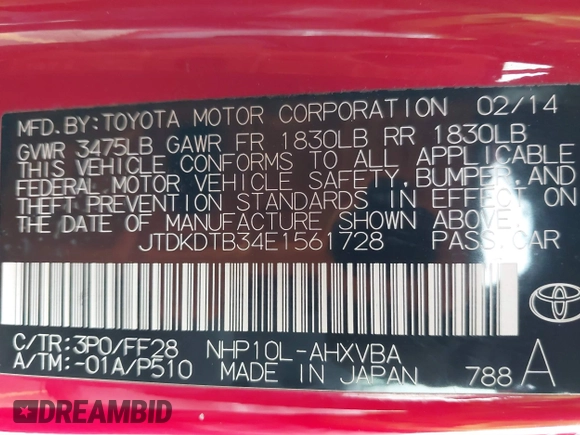 MFD. BY: TOYOTA MOTOR CORPORATION 02/14
GVWR 3475LB GAWR FR 1830LB RR 1830LB
THIS VEHICLE CONFORMS TO ALL APPLICABLE
FEDERAL MOTOR VEHICLE SAFETY, BUMPER, AND
THEFT PREVENTION STANDARDS IN EFFECT ON
THE DATE OF MANUFACTURE SHOWN ABOVE.
JTDKDTB34E1561728 PASS. CAR
C/TR: 3P0/FF28 NHP10L-AHXVBA
A/TM: -01A/P510 MADE IN JAPAN 788 A
TOYOTA
DREAMBID